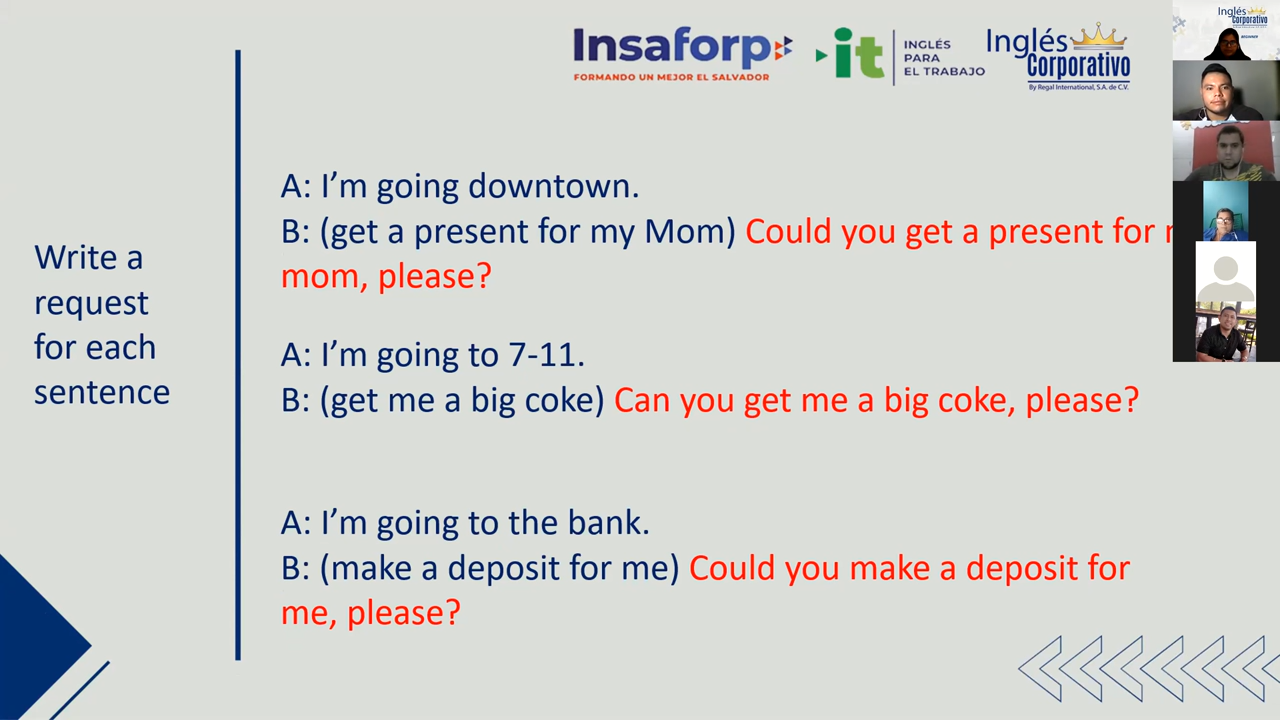 Insaforp
FORMANDO UN MEJOR EL SALVADOR
it
INGLÉS
PARA
EL TRABAJO
Inglés
Corporativo
By Regal International, S.A. de C.V.
Inglés
Corporativo
Write a
request
for each
sentence
A: I’m going downtown.
B: (get a present for my Mom) Could you get a present for
mom, please?
A: I’m going to 7-11.
B: (get me a big coke) Can you get me a big coke, please?
A: I’m going to the bank.
B: (make a deposit for me) Could you make a deposit for
me, please?